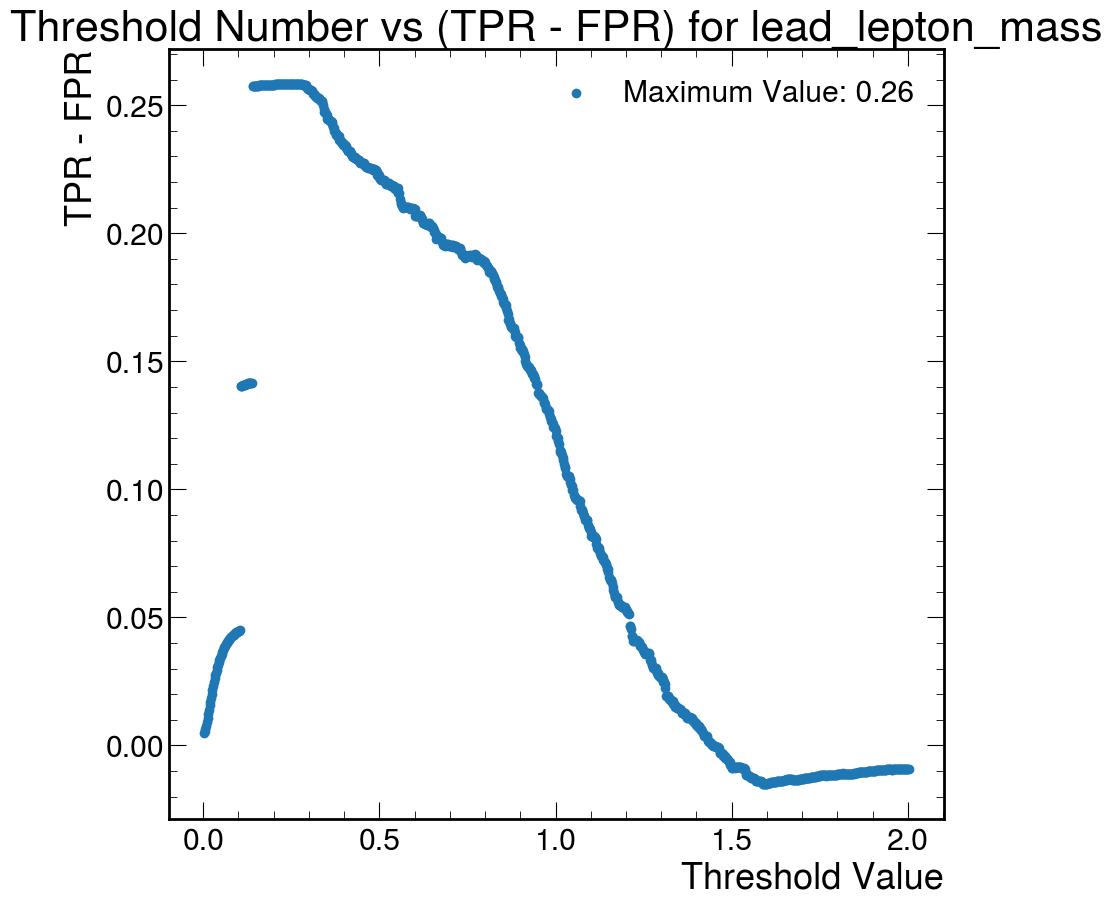 Threshold Number vs (TPR - FPR) for lead_lepton_mass
TPR - FPR
Maximum Value: 0.26
0.25
0.20
0.15
0.10
0.05
0.00
0.0 0.5 1.0 1.5 2.0
Threshold Value